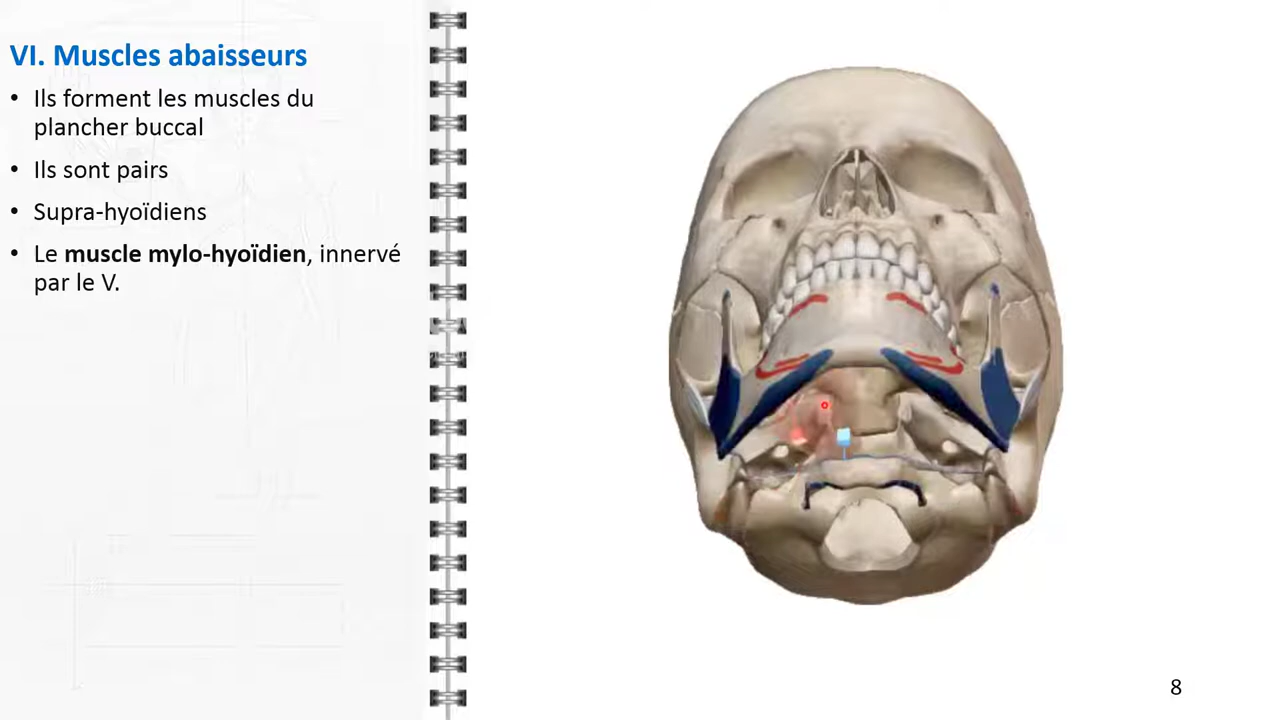 VI. Muscles abaisseurs
• Ils forment les muscles du
plancher buccal
• Ils sont pairs
• Supra-hyoïdiens
• Le muscle mylo-hyoïdien, innervé
par le V.
8